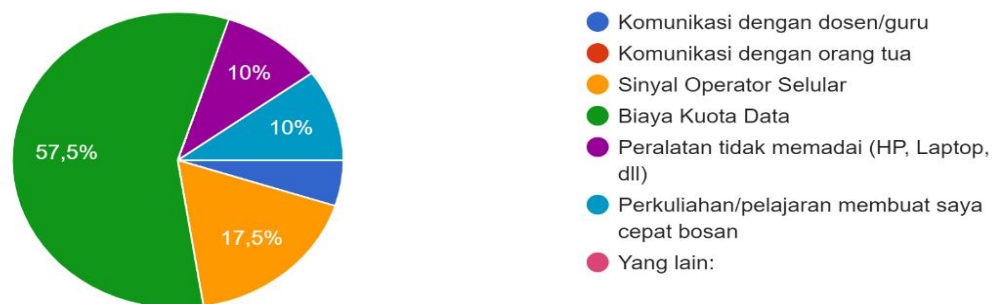 10%
10%
57,5%
17,5%
Komunikasi dengan dosen/guru
Komunikasi dengan orang tua
Sinyal Operator Selular
Biaya Kuota Data
Peralatan tidak memadai (HP, Laptop,
dll)
Perkuliahan/pelajaran membuat saya
cepat bosan
Yang lain: